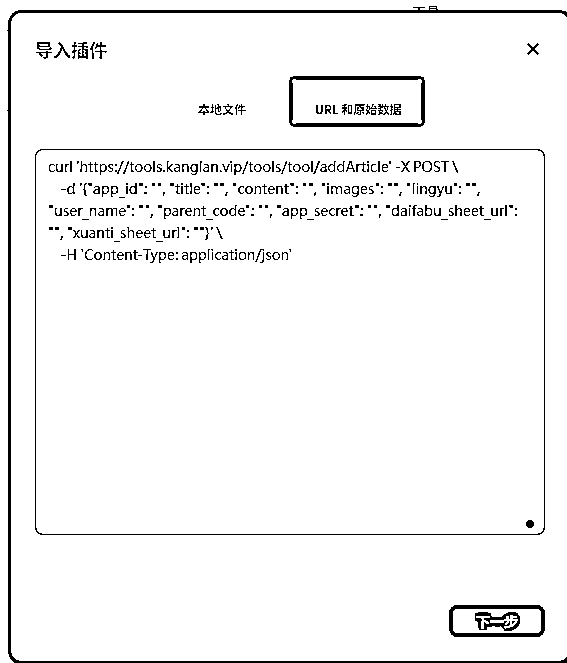 导入插件
本地文件 URL 和原始数据
curl 'https://tools.kangfan.vip/tools/tool/addArticle' -X POST \
-d '{"app_id": "", "title": "", "content": "", "images": "", "lingyu": "",
"user_name": "", "parent_code": "", "app_secret": "", "daifabu_sheet_url":
"", "xuanti_sheet_url": ""}' \
-H 'Content-Type: application/json'
下一步